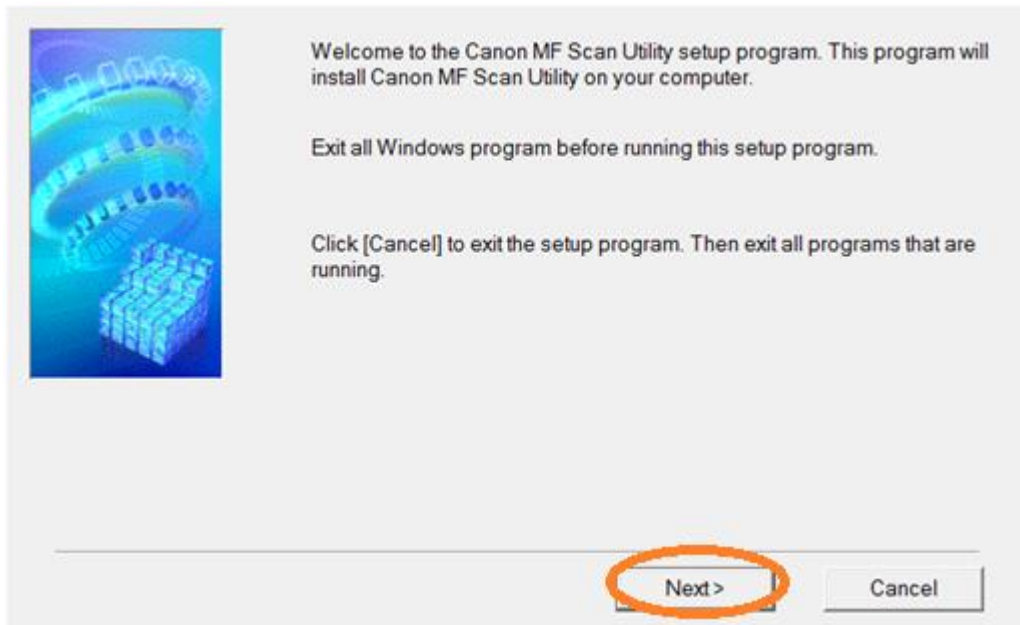 Welcome to the Canon MF Scan Utility setup program. This program will
install Canon MF Scan Utility on your computer.
Exit all Windows program before running this setup program.
Click [Cancel] to exit the setup program. Then exit all programs that are
running.
Next >
Cancel